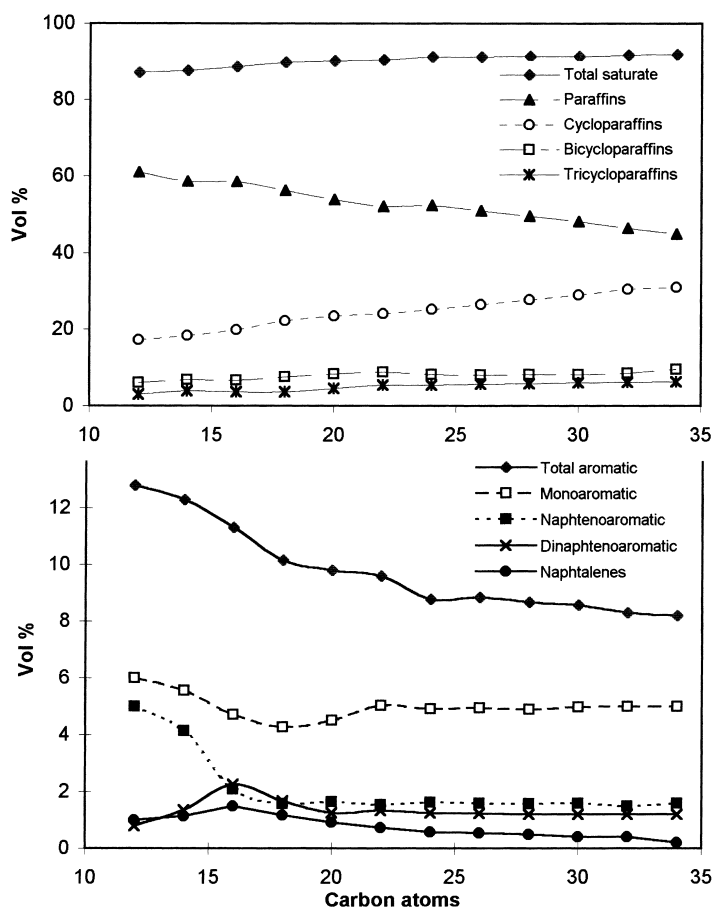 100
80
60
40
20
0
Vol %
Total saturate
Paraffins
Cycloparaffins
Bicycloparaffins
Tricycloparaffins
10 15 20 25 30 35
12
10
8
6
4
2
0
Vol %
Total aromatic
Monoaromatic
Naphtenoaromatic
Dinaphtenoaromatic
Naphtalenes
10 15 20 25 30 35
Carbon atoms